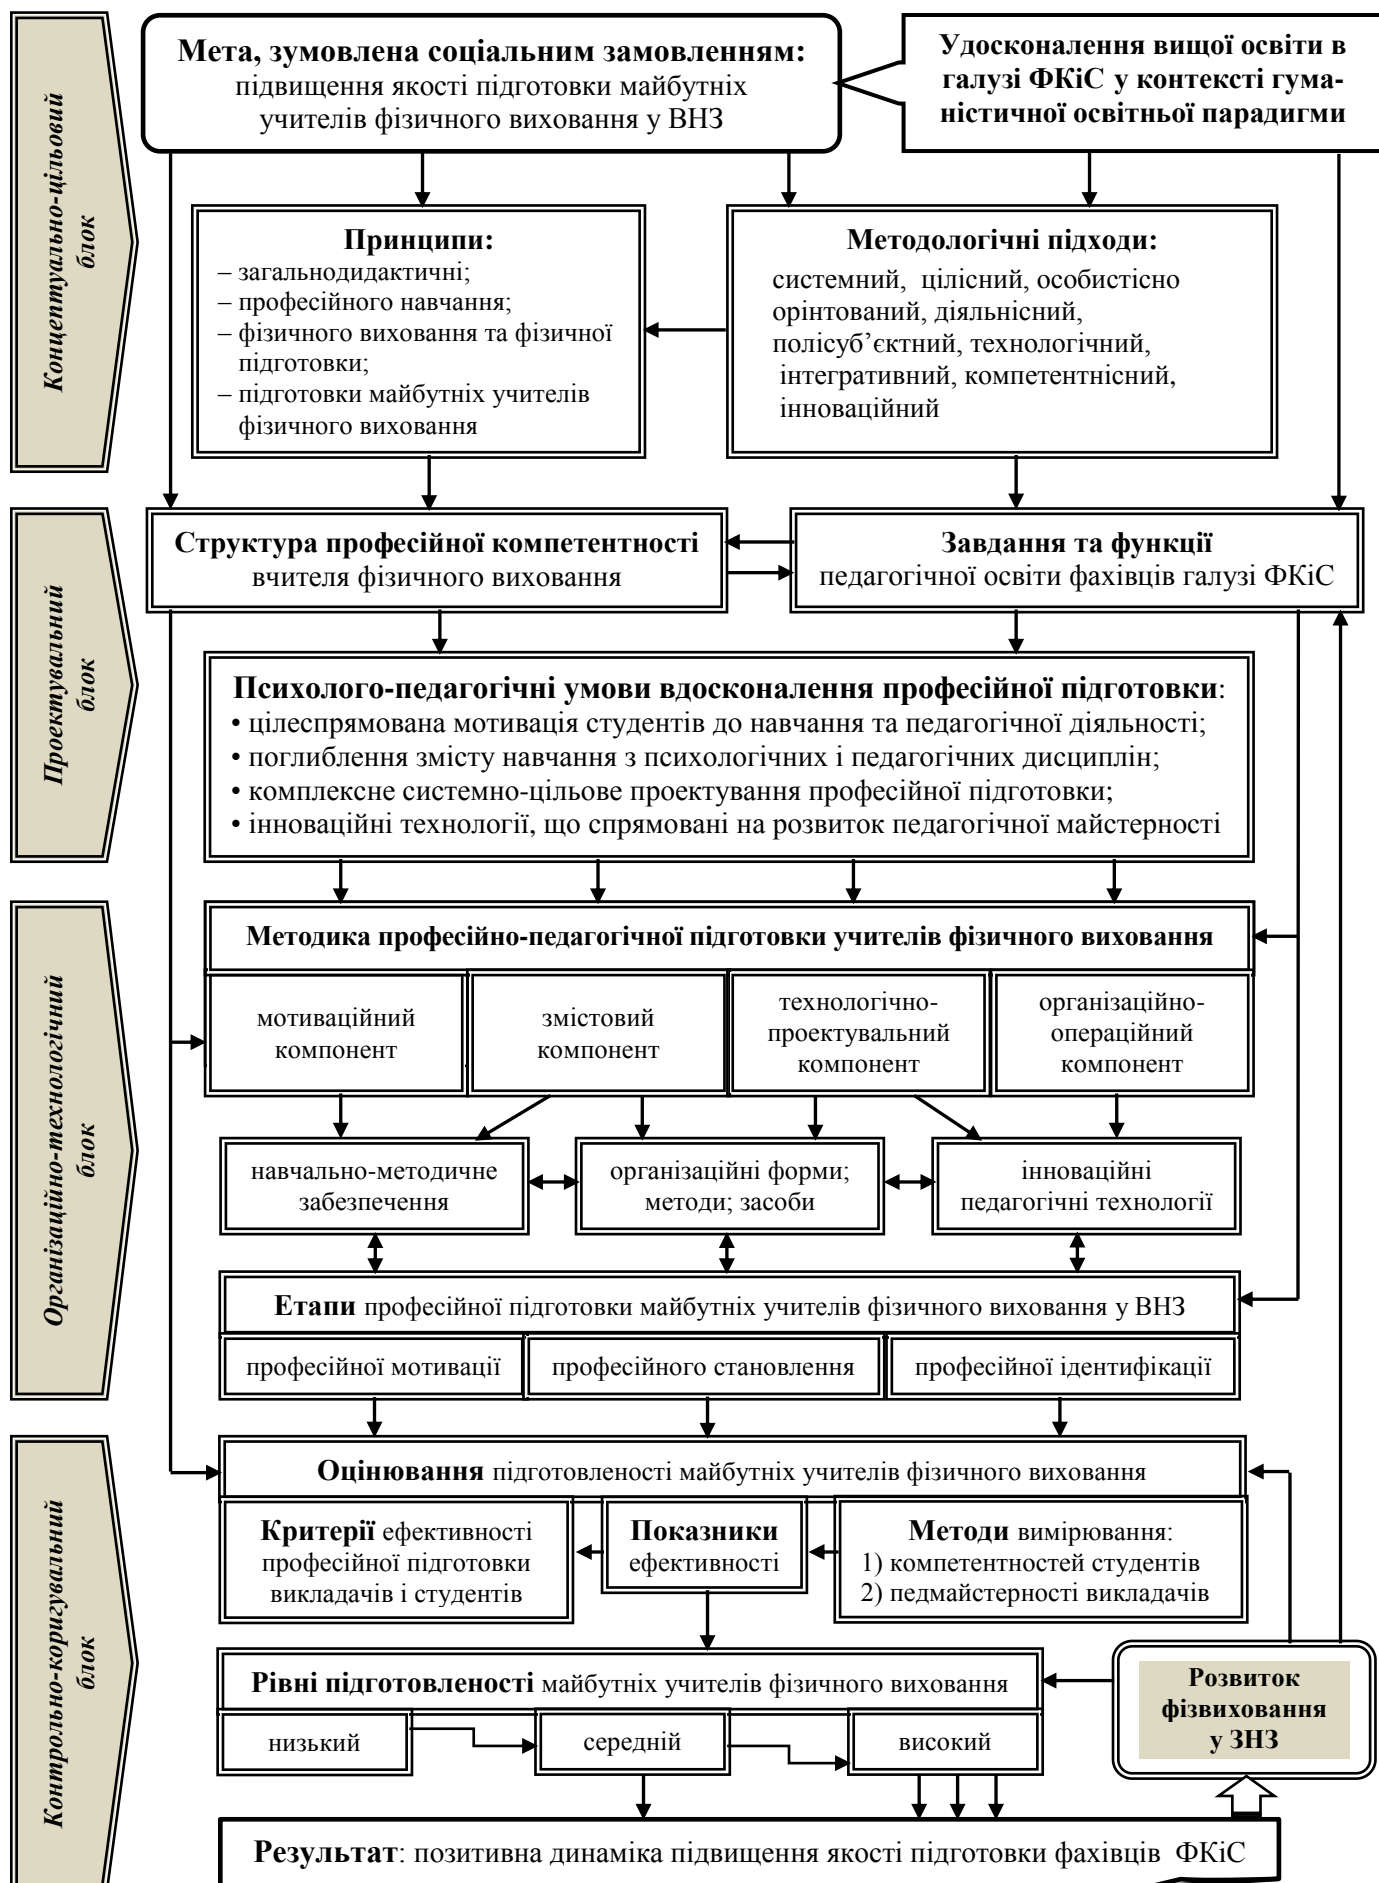 Концептуально-цільовий
блок
Мета, зумовлена соціальним замовленням:
підвищення якості підготовки майбутніх
учителів фізичного виховання у ВНЗ
Удосконалення вищої освіти в
галузі ФКіС у контексті гума-
ністичної освітньої парадигми
Принципи:
– загальнодидактичні;
– професійного навчання;
– фізичного виховання та фізичної
підготовки;
– підготовки майбутніх учителів
фізичного виховання
Методологічні підходи:
системний, цілісний, особистісно
орінтований, діяльнісний,
полісуб’єктний, технологічний,
інтегративний, компетентнісний,
інноваційний
Проектувальний
блок
Структура професійної компетентності
вчителя фізичного виховання
Завдання та функції
педагогічної освіти фахівців галузі ФКіС
Психолого-педагогічні умови вдосконалення професійної підготовки:
• цілеспрямована мотивація студентів до навчання та педагогічної діяльності;
• поглиблення змісту навчання з психологічних і педагогічних дисциплін;
• комплексне системно-цільове проектування професійної підготовки;
• інноваційні технології, що спрямовані на розвиток педагогічної майстерності
Організаційно-технологічний
блок
Методика професійно-педагогічної підготовки учителів фізичного виховання
мотиваційний
компонент
змістовий
компонент
технологічно-
проектувальний
компонент
організаційно-
операційний
компонент
навчально-методичне
забезпечення
організаційні форми;
методи; засоби
інноваційні
педагогічні технології
Етапи професійної підготовки майбутніх учителів фізичного виховання у ВНЗ
професійної мотивації
професійного становлення
професійної ідентифікації
Контрольно-коригувальний
блок
Оцінювання підготовленості майбутніх учителів фізичного виховання
Критерії ефективності
професійної підготовки
викладачів і студентів
Показники
ефективності
Методи вимірювання:
1) компетентностей студентів
2) педмайстерності викладачів
Рівні підготовленості майбутніх учителів фізичного виховання
низький
середній
високий
Розвиток
фізвиховання
у ЗНЗ
Результат: позитивна динаміка підвищення якості підготовки фахівців ФКіС